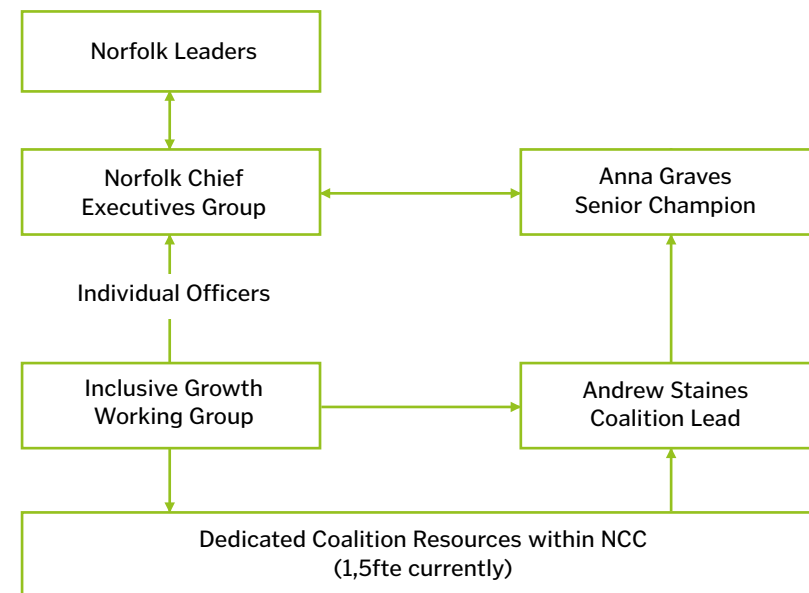 Norfolk Leaders
Norfolk Chief
Executives Group
Anna Graves
Senior Champion
Individual Officers
Inclusive Growth
Working Group
Andrew Staines
Coalition Lead
Dedicated Coalition Resources within NCC
(1,5fte currently)